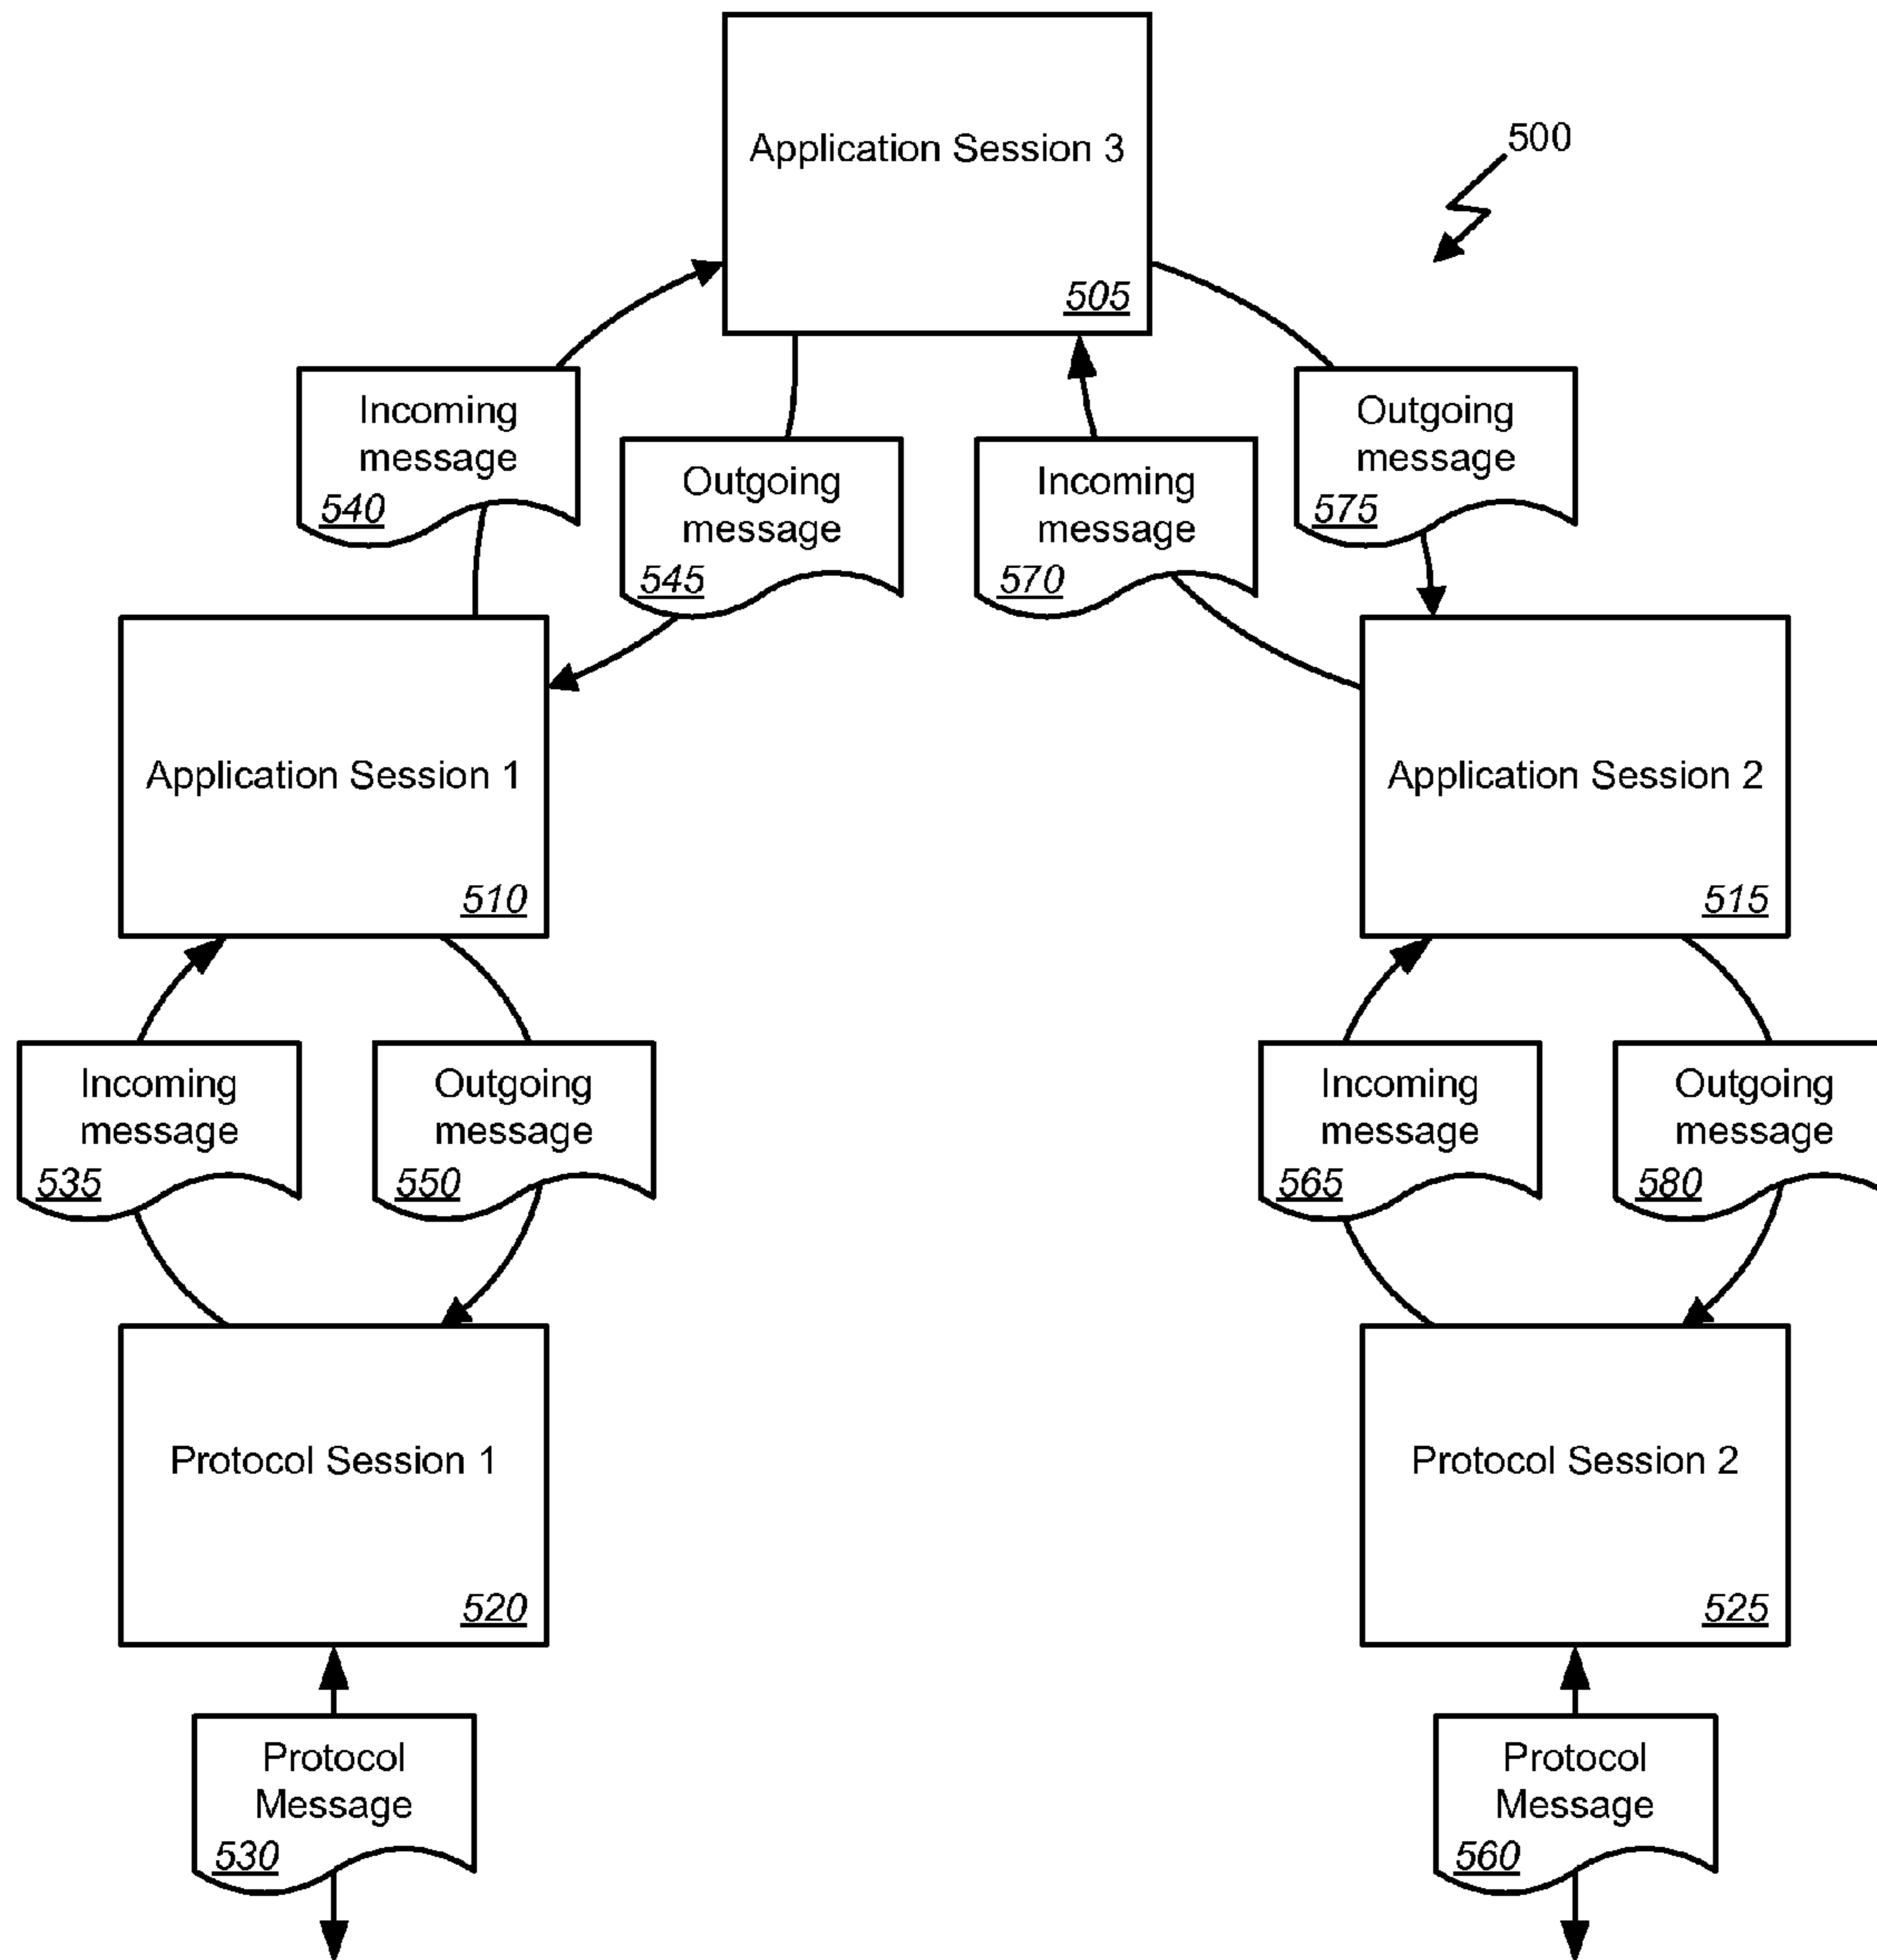 Application Session 3
505
500
Incoming
message
540
Outgoing
message
545
Incoming
message
570
Outgoing
message
575
Application Session 1
510
Application Session 2
515
Incoming
message
535
Outgoing
message
550
Incoming
message
565
Outgoing
message
580
Protocol Session 1
520
Protocol Session 2
525
Protocol
Message
530
Protocol
Message
560